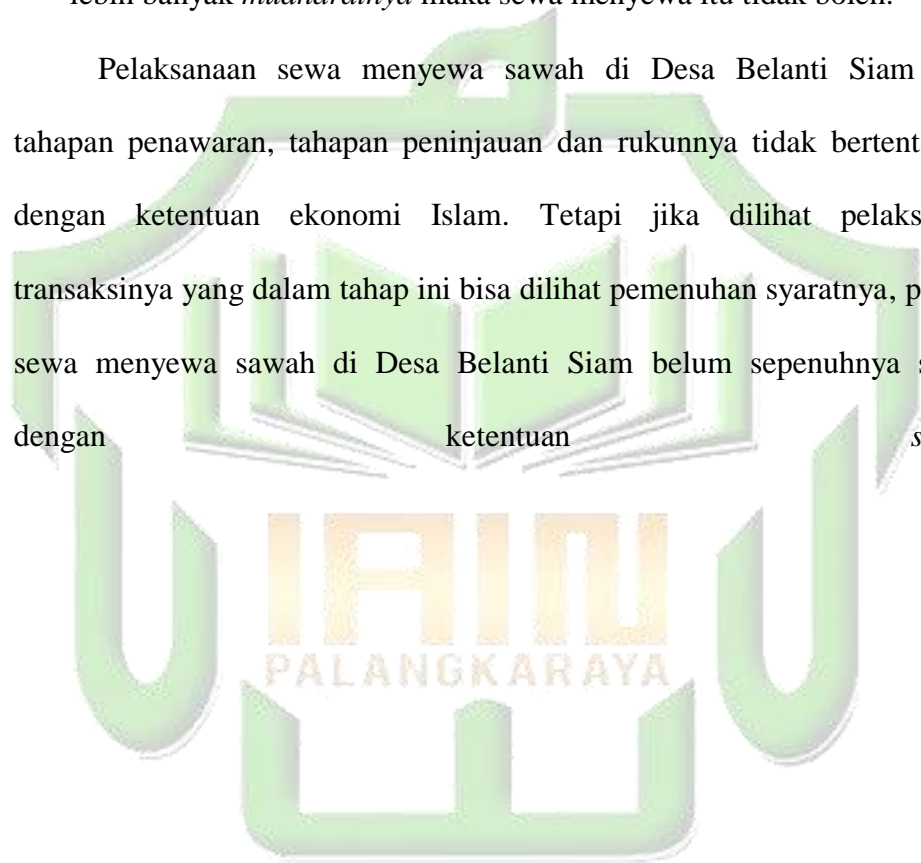 lebih banyak mudharatnya maka sewa menyewa itu tidak boleh.
Pelaksanaan sewa menyewa sawah di Desa Belanti Siam
tahapan penawaran, tahapan peninjauan dan rukunnya tidak bertent
dengan ketentuan ekonomi Islam. Tetapi jika dilihat pelaks
transaksinya yang dalam tahap ini bisa dilihat pemenuhan syaratnya, p
sewa menyewa sawah di Desa Belanti Siam belum sepenuhnya s
dengan ketentuan s
IAIN
PALANGKARAYA